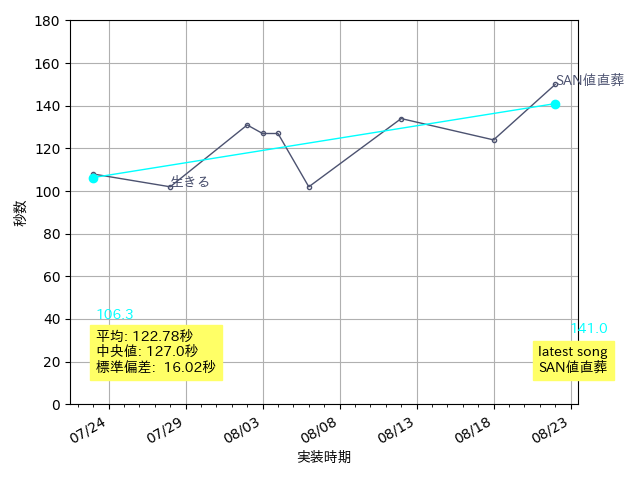 180
160
140
120
100
80
60
40
20
0
秒数
SAN値直葬
生きる
106.3
141.0
平均: 122.78秒
中央値: 127.0秒
標準偏差: 16.02秒
latest song
SAN値直葬
07/24
07/29
08/03
08/08
08/13
08/18
08/23
実装時期